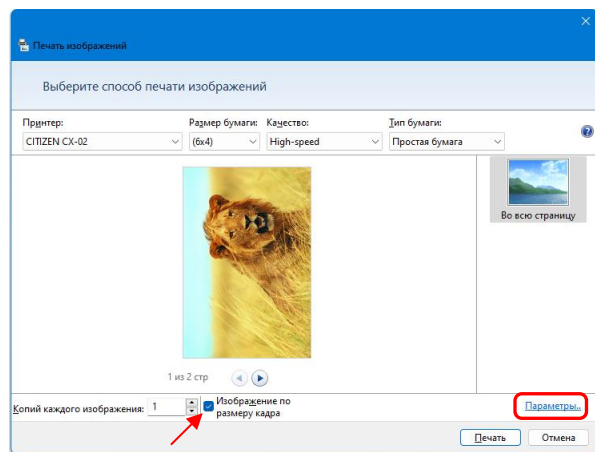 Печать изображений
Выберите способ печати изображений
Принтер: Размер бумаги: Качество: Тип бумаги:
CITIZEN CX-02 (6x4) High-speed Простая бумага
Во всю страницу
1 из 2 стр
Копий каждого изображения: 1 Изображение по
размеру кадра
Параметры..
Печать Отмена